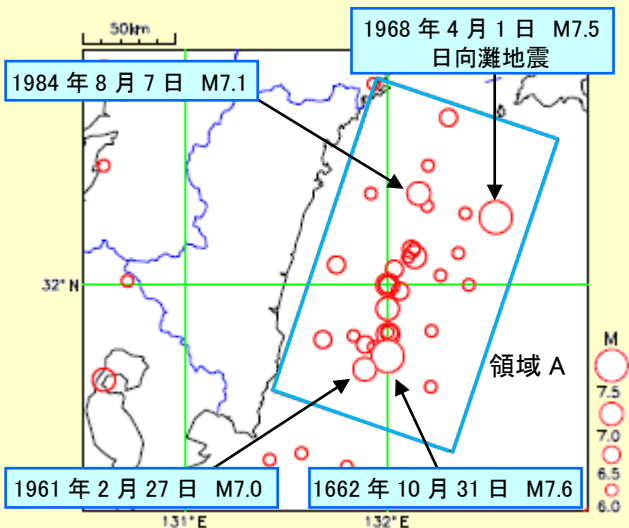 50km
1968 年 4 月 1 日 M7.5
日向灘地震
1984 年 8 月 7 日 M7.1
32°N
領域 A
M
7.5
7.0
6.5
6.0
1961 年 2 月 27 日 M7.0
1662 年 10 月 31 日 M7.6
131°E
132°E